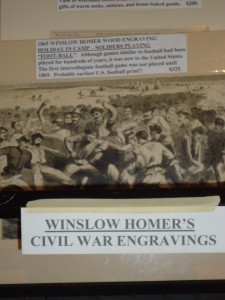 gifts of warm socks, mittens, and home-baked goods. $200.
1865 WINSLOW HOMER WOOD ENGRAVING
HOLIDAY IN CAMP – SOLIDERS PLAYING
"FOOT-BALL". Although games similar to football had been
played for hundreds of years, it was new to the United States.
The first intercollegiate football game was not played until
1869. Probably earliest U.S. football print!! $325.
WINSLOW HOMER'S
CIVIL WAR ENGRAVINGS